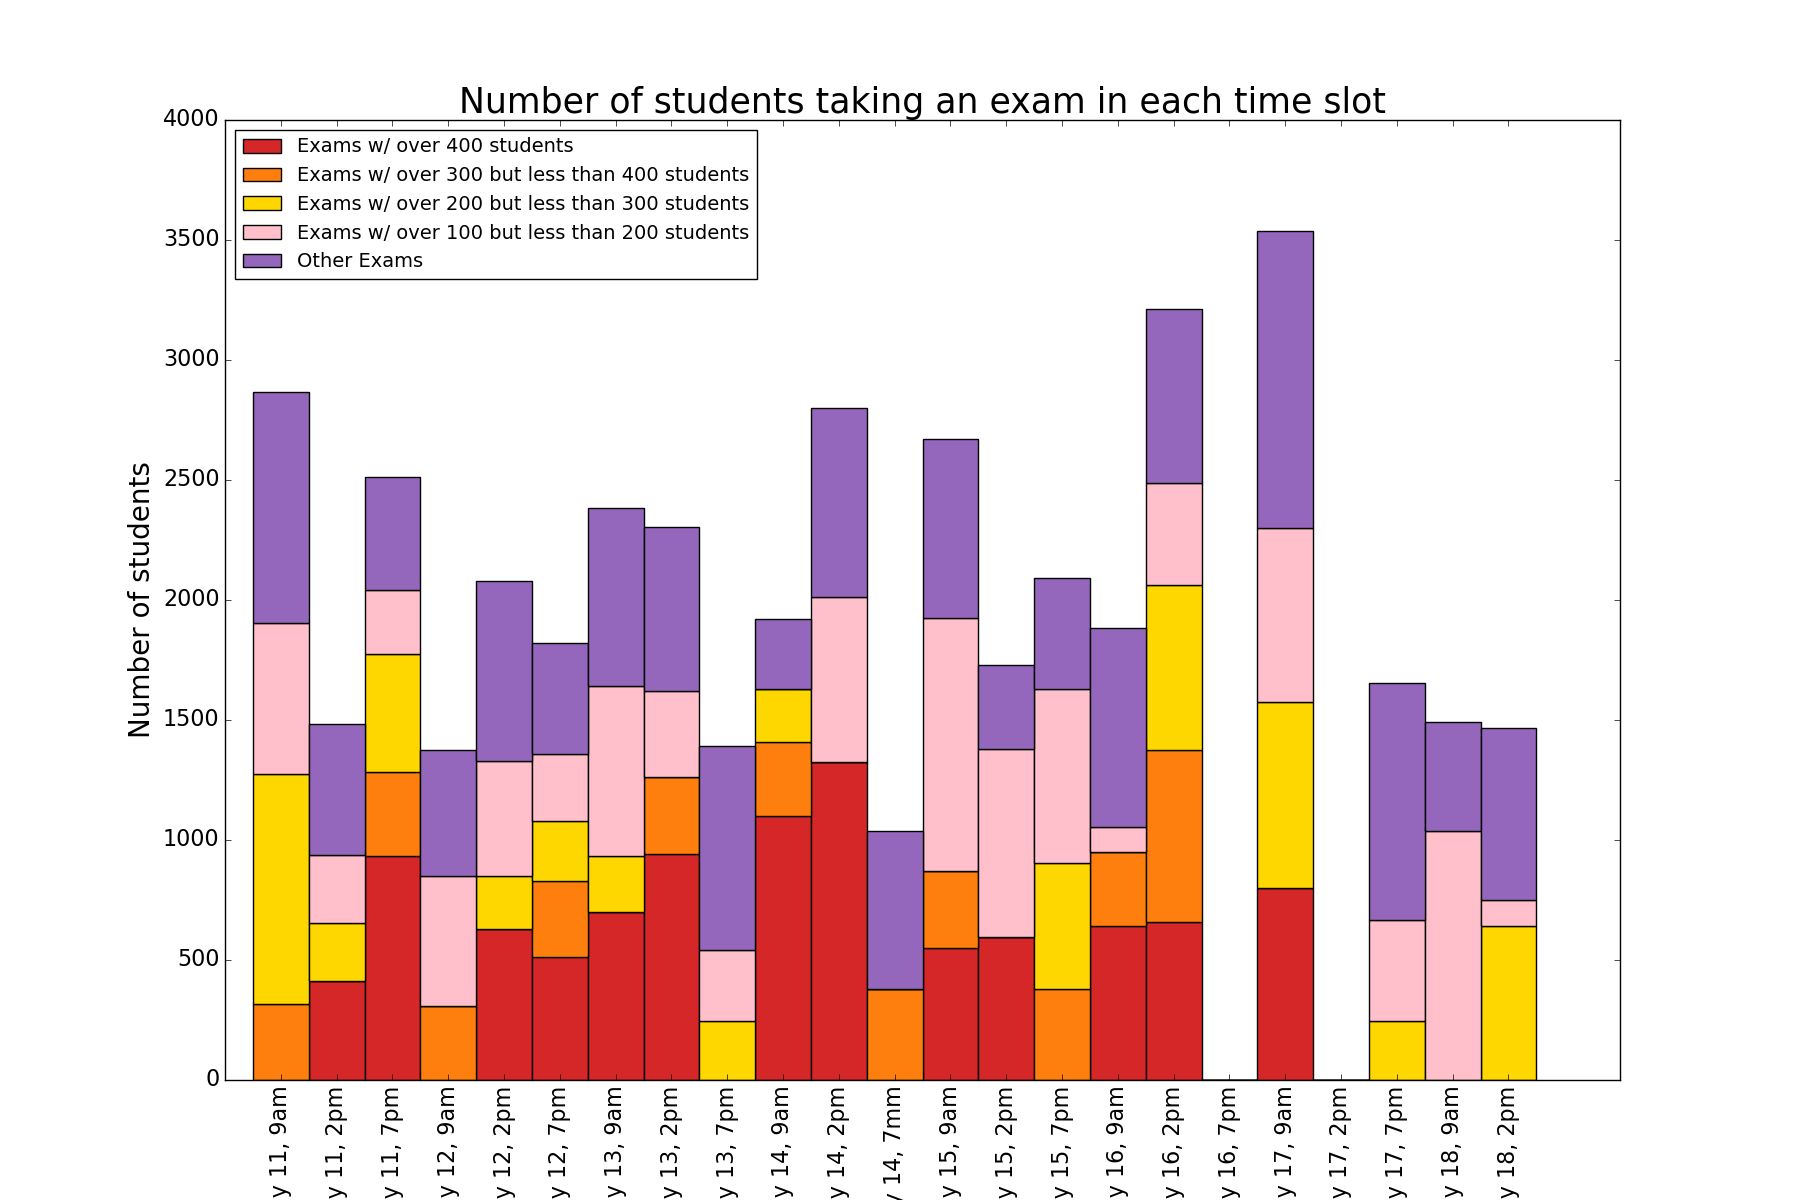 Number of students taking an exam in each time slot
Number of students
4000
3500
3000
2500
2000
1500
1000
500
0
Exams w/ over 400 students
Exams w/ over 300 but less than 400 students
Exams w/ over 200 but less than 300 students
Exams w/ over 100 but less than 200 students
Other Exams
y 11, 9am
y 11, 2pm
y 11, 7pm
y 12, 9am
y 12, 2pm
y 12, 7pm
y 13, 9am
y 13, 2pm
y 13, 7pm
y 14, 9am
y 14, 2pm
y 14, 7mm
y 15, 9am
y 15, 2pm
y 15, 7pm
y 16, 9am
y 16, 2pm
y 16, 7pm
y 17, 9am
y 17, 2pm
y 17, 7pm
y 18, 9am
y 18, 2pm